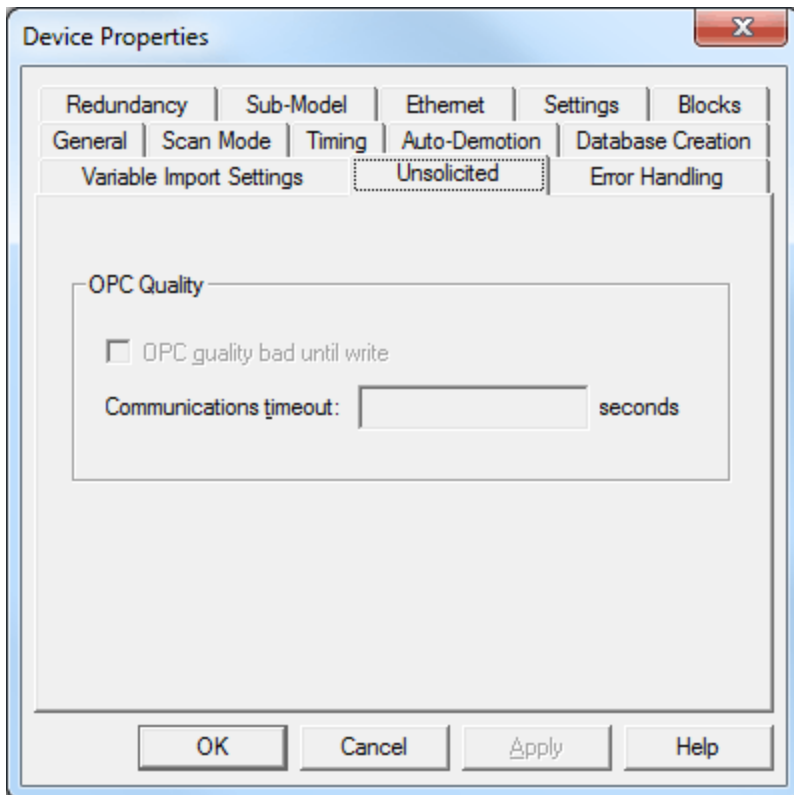 Device Properties
Redundancy Sub-Model Ethernet Settings Blocks
General Scan Mode Timing Auto-Demotion Database Creation
Variable Import Settings Unsolicited Error Handling
OPC Quality
OPC quality bad until write
Communications timeout: seconds
OK Cancel Apply Help